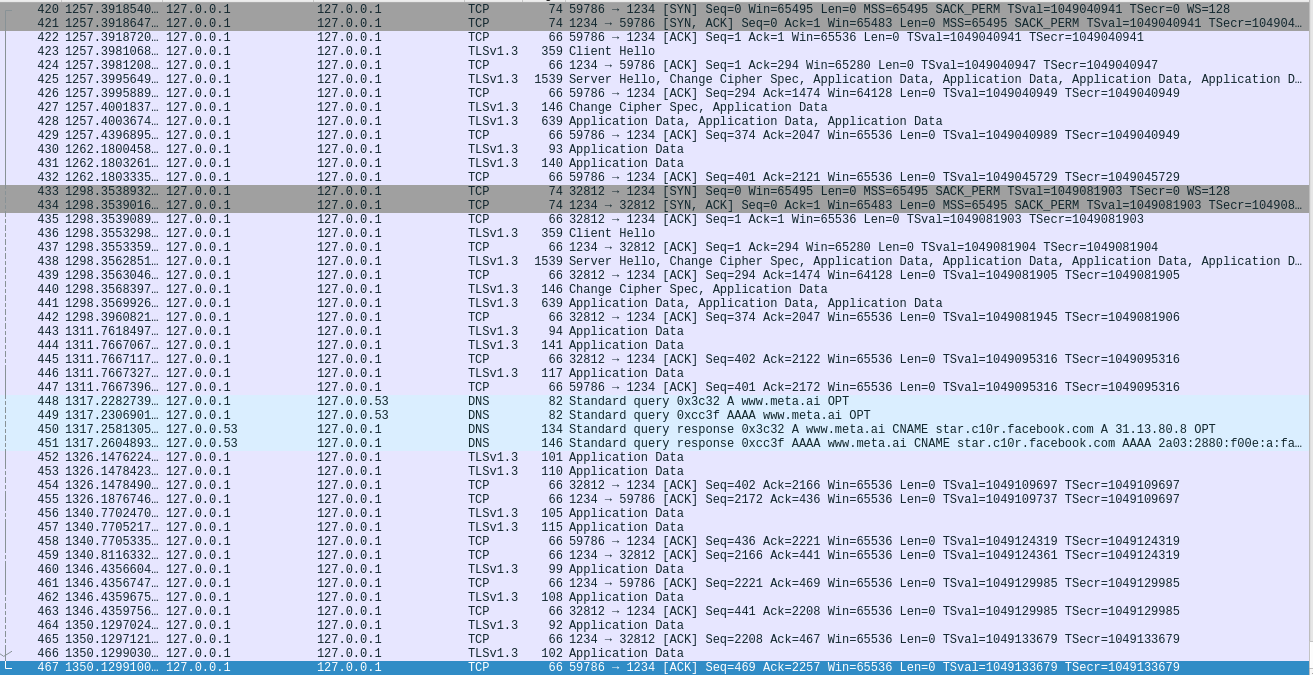 420 1257.3918540… 127.0.0.1 127.0.0.1 TCP 74 59786 → 1234 [SYN] Seq=0 Win=65495 Len=0 MSS=65495 SACK_PERM TSval=1049040941 TSecr=0 WS=128
421 1257.3918647… 127.0.0.1 127.0.0.1 TCP 74 1234 → 59786 [SYN, ACK] Seq=0 Ack=1 Win=65483 Len=0 MSS=65495 SACK_PERM TSval=1049040941 TSecr=104904…
422 1257.3918720… 127.0.0.1 127.0.0.1 TCP 66 59786 → 1234 [ACK] Seq=1 Ack=1 Win=65536 Len=0 TSval=1049040941 TSecr=1049040941
423 1257.3981068… 127.0.0.1 127.0.0.1 TLSv1.3 359 Client Hello
424 1257.3981208… 127.0.0.1 127.0.0.1 TCP 66 1234 → 59786 [ACK] Seq=1 Ack=294 Win=65280 Len=0 TSval=1049040947 TSecr=1049040947
425 1257.3995649… 127.0.0.1 127.0.0.1 TLSv1.3 1539 Server Hello, Change Cipher Spec, Application Data, Application Data, Application Data, Application D…
426 1257.3995889… 127.0.0.1 127.0.0.1 TCP 66 59786 → 1234 [ACK] Seq=294 Ack=1474 Win=64128 Len=0 TSval=1049040949 TSecr=1049040949
427 1257.4001837… 127.0.0.1 127.0.0.1 TLSv1.3 146 Change Cipher Spec, Application Data
428 1257.4003674… 127.0.0.1 127.0.0.1 TLSv1.3 639 Application Data, Application Data, Application Data
429 1257.4396895… 127.0.0.1 127.0.0.1 TCP 66 59786 → 1234 [ACK] Seq=374 Ack=2047 Win=65536 Len=0 TSval=1049040989 TSecr=1049040949
430 1262.1800458… 127.0.0.1 127.0.0.1 TLSv1.3 93 Application Data
431 1262.1803261… 127.0.0.1 127.0.0.1 TLSv1.3 140 Application Data
432 1262.1803335… 127.0.0.1 127.0.0.1 TCP 66 59786 → 1234 [ACK] Seq=401 Ack=2121 Win=65536 Len=0 TSval=1049045729 TSecr=1049045729
433 1298.3538932… 127.0.0.1 127.0.0.1 TCP 74 32812 → 1234 [SYN] Seq=0 Win=65495 Len=0 MSS=65495 SACK_PERM TSval=1049081903 TSecr=0 WS=128
434 1298.3539016… 127.0.0.1 127.0.0.1 TCP 74 1234 → 32812 [SYN, ACK] Seq=0 Ack=1 Win=65483 Len=0 MSS=65495 SACK_PERM TSval=1049081903 TSecr=104908…
435 1298.3539089… 127.0.0.1 127.0.0.1 TCP 66 32812 → 1234 [ACK] Seq=1 Ack=1 Win=65536 Len=0 TSval=1049081903 TSecr=1049081903
436 1298.3553298… 127.0.0.1 127.0.0.1 TLSv1.3 359 Client Hello
437 1298.3553359… 127.0.0.1 127.0.0.1 TCP 66 1234 → 32812 [ACK] Seq=1 Ack=294 Win=65280 Len=0 TSval=1049081904 TSecr=1049081904
438 1298.3562851… 127.0.0.1 127.0.0.1 TLSv1.3 1539 Server Hello, Change Cipher Spec, Application Data, Application Data, Application Data, Application D…
439 1298.3563046… 127.0.0.1 127.0.0.1 TCP 66 32812 → 1234 [ACK] Seq=294 Ack=1474 Win=64128 Len=0 TSval=1049081905 TSecr=1049081905
440 1298.3568397… 127.0.0.1 127.0.0.1 TLSv1.3 146 Change Cipher Spec, Application Data
441 1298.3569926… 127.0.0.1 127.0.0.1 TLSv1.3 639 Application Data, Application Data, Application Data
442 1298.3960821… 127.0.0.1 127.0.0.1 TCP 66 32812 → 1234 [ACK] Seq=374 Ack=2047 Win=65536 Len=0 TSval=1049081945 TSecr=1049081906
443 1311.7618497… 127.0.0.1 127.0.0.1 TLSv1.3 94 Application Data
444 1311.7667067… 127.0.0.1 127.0.0.1 TLSv1.3 141 Application Data
445 1311.7667117… 127.0.0.1 127.0.0.1 TCP 66 32812 → 1234 [ACK] Seq=402 Ack=2122 Win=65536 Len=0 TSval=1049095316 TSecr=1049095316
446 1311.7667327… 127.0.0.1 127.0.0.1 TLSv1.3 117 Application Data
447 1311.7667396… 127.0.0.1 127.0.0.1 TCP 66 59786 → 1234 [ACK] Seq=401 Ack=2172 Win=65536 Len=0 TSval=1049095316 TSecr=1049095316
448 1317.2282739… 127.0.0.1 127.0.0.53 DNS 82 Standard query 0x3c32 A www.meta.ai OPT
449 1317.2306901… 127.0.0.1 127.0.0.53 DNS 82 Standard query 0xcc3f AAAA www.meta.ai OPT
450 1317.2581305… 127.0.0.53 127.0.0.1 DNS 134 Standard query response 0x3c32 A www.meta.ai CNAME star.c10r.facebook.com A 31.13.80.8 OPT
451 1317.2604893… 127.0.0.53 127.0.0.1 DNS 146 Standard query response 0xcc3f AAAA www.meta.ai CNAME star.c10r.facebook.com AAAA 2a03:2880:f00e:a:fa…
452 1326.1476224… 127.0.0.1 127.0.0.1 TLSv1.3 101 Application Data
453 1326.1478423… 127.0.0.1 127.0.0.1 TLSv1.3 110 Application Data
454 1326.1478490… 127.0.0.1 127.0.0.1 TCP 66 32812 → 1234 [ACK] Seq=402 Ack=2166 Win=65536 Len=0 TSval=1049109697 TSecr=1049109697
455 1326.1876746… 127.0.0.1 127.0.0.1 TCP 66 1234 → 59786 [ACK] Seq=2172 Ack=436 Win=65536 Len=0 TSval=1049109737 TSecr=1049109697
456 1340.7702470… 127.0.0.1 127.0.0.1 TLSv1.3 105 Application Data
457 1340.7705217… 127.0.0.1 127.0.0.1 TLSv1.3 115 Application Data
458 1340.7705335… 127.0.0.1 127.0.0.1 TCP 66 59786 → 1234 [ACK] Seq=436 Ack=2221 Win=65536 Len=0 TSval=1049124319 TSecr=1049124319
459 1340.8116332… 127.0.0.1 127.0.0.1 TCP 66 1234 → 32812 [ACK] Seq=2166 Ack=441 Win=65536 Len=0 TSval=1049124361 TSecr=1049124319
460 1346.4356604… 127.0.0.1 127.0.0.1 TLSv1.3 99 Application Data
461 1346.4356747… 127.0.0.1 127.0.0.1 TCP 66 1234 → 59786 [ACK] Seq=2221 Ack=469 Win=65536 Len=0 TSval=1049129985 TSecr=1049129985
462 1346.4359675… 127.0.0.1 127.0.0.1 TLSv1.3 108 Application Data
463 1346.4359756… 127.0.0.1 127.0.0.1 TCP 66 32812 → 1234 [ACK] Seq=441 Ack=2208 Win=65536 Len=0 TSval=1049129985 TSecr=1049129985
464 1350.1297024… 127.0.0.1 127.0.0.1 TLSv1.3 92 Application Data
465 1350.1297121… 127.0.0.1 127.0.0.1 TCP 66 1234 → 32812 [ACK] Seq=2208 Ack=467 Win=65536 Len=0 TSval=1049133679 TSecr=1049133679
466 1350.1299030… 127.0.0.1 127.0.0.1 TLSv1.3 102 Application Data
467 1350.1299100… 127.0.0.1 127.0.0.1 TCP 66 59786 → 1234 [ACK] Seq=469 Ack=2257 Win=65536 Len=0 TSval=1049133679 TSecr=1049133679